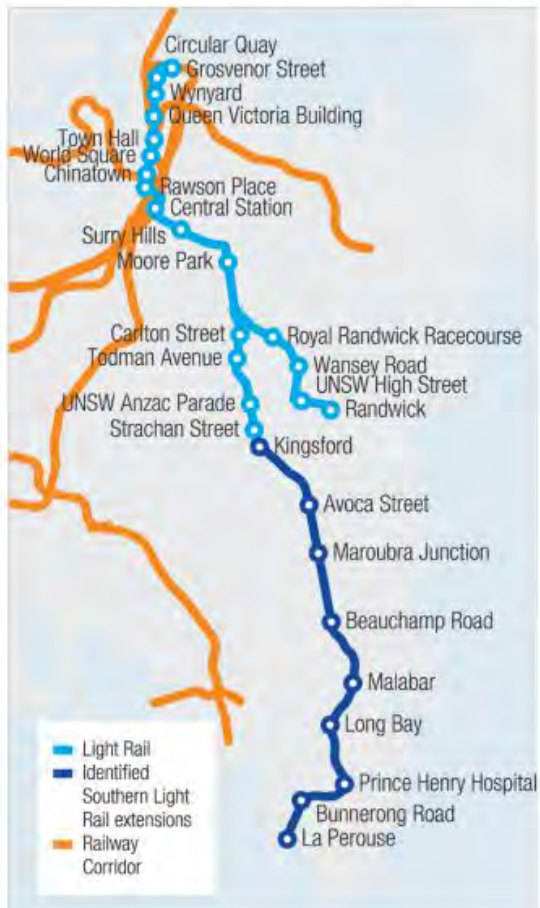 Circular Quay
Grosvenor Street
Wynyard
Queen Victoria Building
Town Hall
World Square
Chinatown
Rawson Place
Central Station
Surry Hills
Moore Park
Carlton Street
Royal Randwick Racecourse
Todman Avenue
Wansey Road
UNSW High Street
UNSW Anzac Parade
Randwick
Strachan Street
Kingsford
Avoca Street
Maroubra Junction
Beauchamp Road
Malabar
Long Bay
Prince Henry Hospital
Bunnerong Road
La Perouse
Light Rail
Identified
Southern Light
Rail extensions
Railway
Corridor